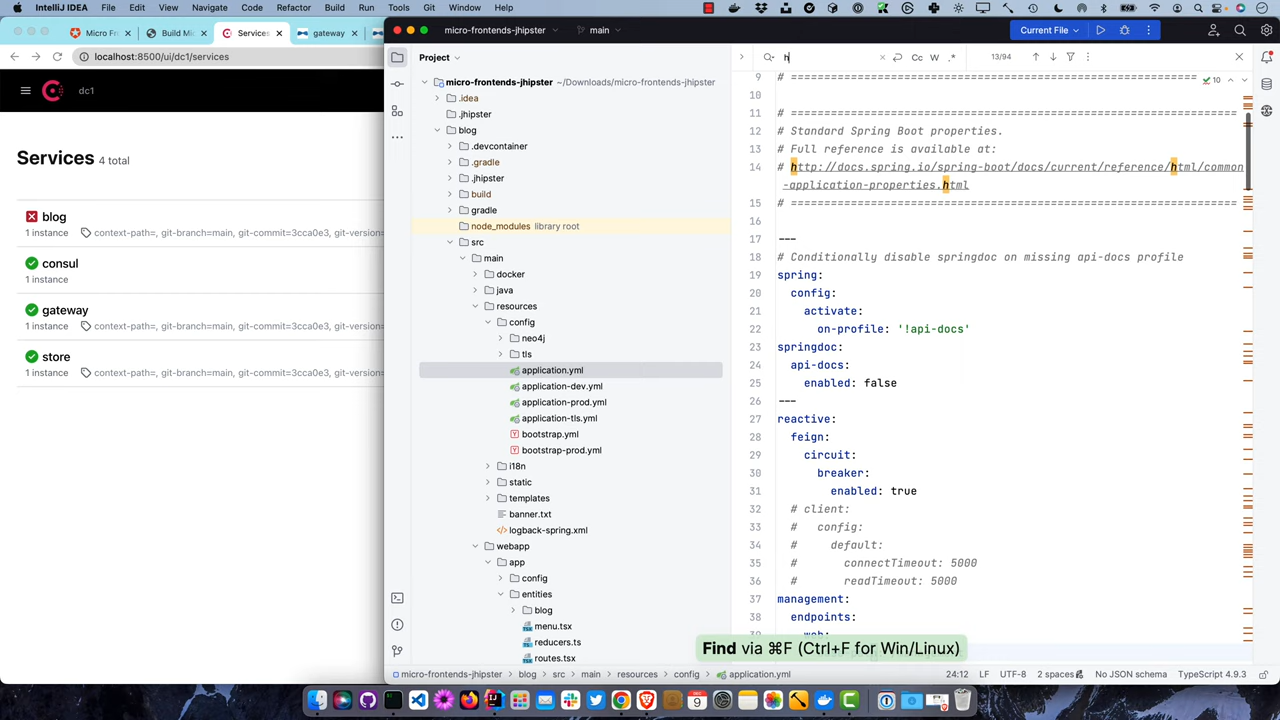 IntelliJ IDEA File Edit View Navigate Code Refactor Build Run Tools Git Window Help
Micro Fr
Build Mic
Services
gateway
localhost:8500/ui/dc1/services
dc1
Services 4 total
blog
1 instance context-path=, git-branch=main, git-commit=3cca0e3, git-version=
consul
1 instance
gateway
1 instance context-path=, git-branch=main, git-commit=3cca0e3, git-version=
store
1 instance context-path=, git-branch=main, git-commit=3cca0e3, git-version=
micro-frontends-jhipster main Current File
Project
micro-frontends-jhipster ~/Downloads/micro-frontends-jhipster
.idea
.jhipster
blog
.devcontainer
.gradle
.jhipster
build
gradle
node_modules library root
src
main
docker
java
resources
config
neo4j
tls
application.yml
application-dev.yml
application-prod.yml
application-tls.yml
bootstrap.yml
bootstrap-prod.yml
i18n
static
templates
banner.txt
logback-spring.xml
webapp
app
config
entities
blog
menu.tsx
reducers.ts
routes.tsx
h Cc W .* 13/94
10
9 # =============================================================
10
11 # ===================================================================
12 # Standard Spring Boot properties.
13 # Full reference is available at:
14 # http://docs.spring.io/spring-boot/docs/current/reference/html/common
-application-properties.html
15 # ===================================================================
16
17 ---
18 # Conditionally disable springdoc on missing api-docs profile
19 spring:
20 config:
21 activate:
22 on-profile: '!api-docs'
23 springdoc:
24 api-docs:
25 enabled: false
26 ---
27 reactive:
28 feign:
29 circuit:
30 breaker:
31 enabled: true
32 # client:
33 # config:
34 # default:
35 # connectTimeout: 5000
36 # readTimeout: 5000
37 management:
38 endpoints:
39 web:
Find via ⌘F (Ctrl+F for Win/Linux)
micro-frontends-jhipster > blog > src > main > resources > config > application.yml 24:12 LF UTF-8 2 spaces No JSON schema TypeScript 4.9.3